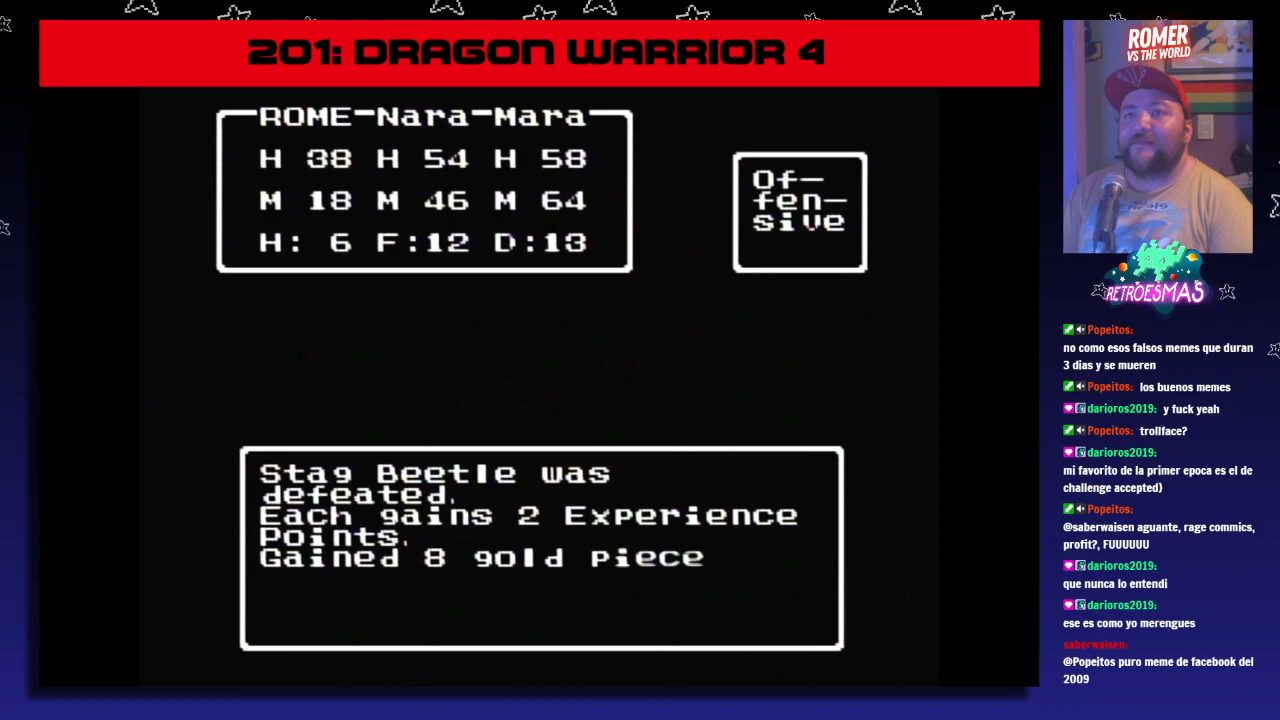 201: DRAGON WARRIOR 4
ROME-Nara-Mara
H 38 H 54 H 58
M 18 M 46 M 64
H: 6 F:12 D:13
Of-
fen-
sive
Stag Beetle was
defeated.
Each gains 2 Experience
Points.
Gained 8 gold piece
ROMER
VS THE WORLD
RETROESMAS
Popeitos:
no como esos falsos memes que duran
3 dias y se mueren
Popeitos: los buenos memes
darioros2019: y fuck yeah
Popeitos: trollface?
darioros2019:
mi favorito de la primer epoca es el de
challenge accepted)
Popeitos:
@saberwaisen aguante, rage commics,
profit?, FUUUUUU
darioros2019:
que nunca lo entendi
darioros2019:
ese es como yo merengues
saberwaisen:
@Popeitos puro meme de facebook del
2009